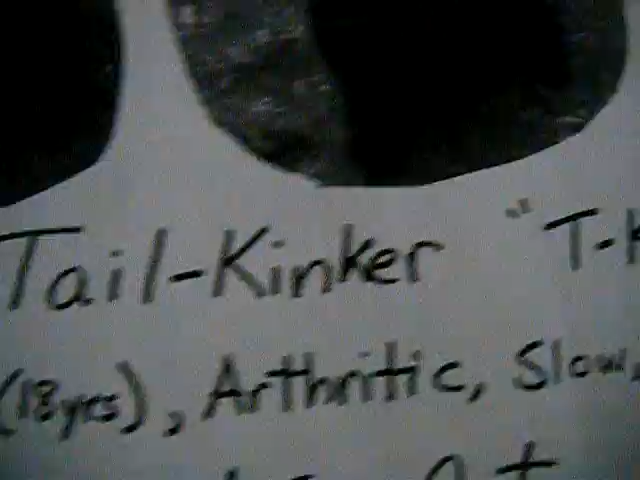 Tail-Kinker "T-K
(18yrs), Arthritic, Slow,